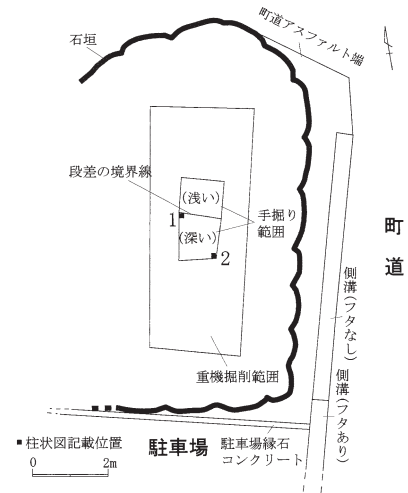 石垣
町道アスファルト端
段差の境界線
(浅い)
1
(深い)
手掘り
範囲
2
町道
側溝(フタなし)
重機掘削範囲
側溝(フタあり)
柱状図記載位置
駐車場
駐車場縁石
コンクリート
0
2m